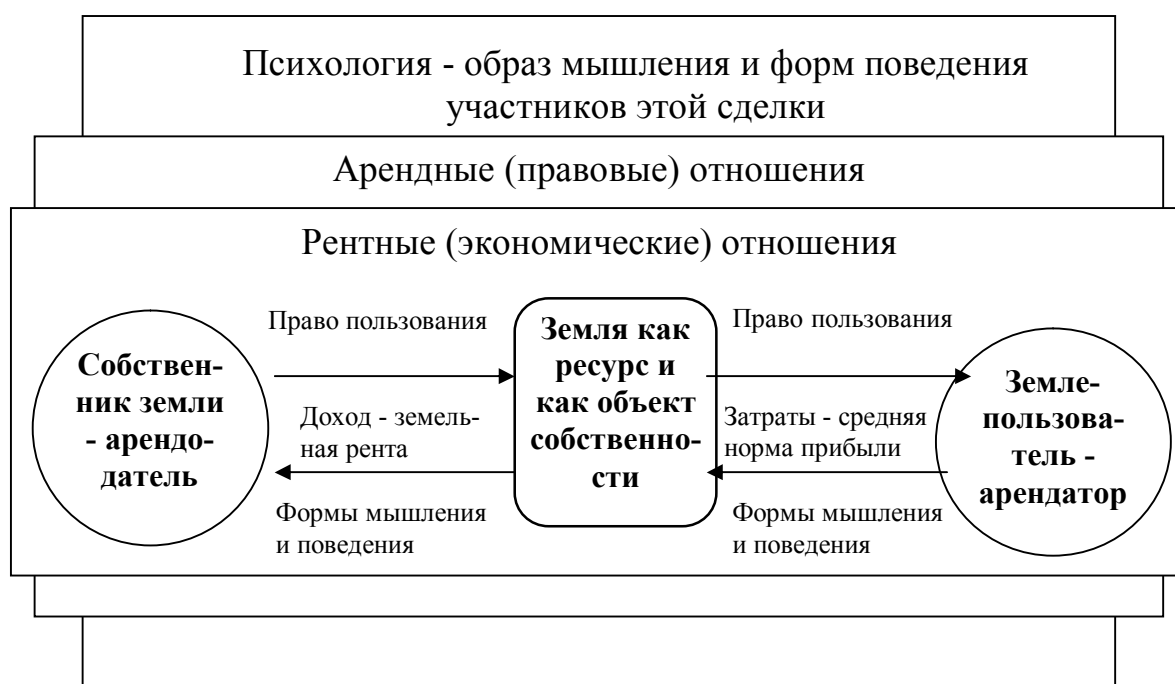 Психология - образ мышления и форм поведения
участников этой сделки
Арендные (правовые) отношения
Рентные (экономические) отношения
Собствен-
ник земли
- арендо-
датель
Право пользования
Доход - земель-
ная рента
Формы мышления
и поведения
Земля как
ресурс и
как объект
собственно-
сти
Право пользования
Затраты - средняя
норма прибыли
Формы мышления
и поведения
Земле-
пользова-
тель -
арендатор